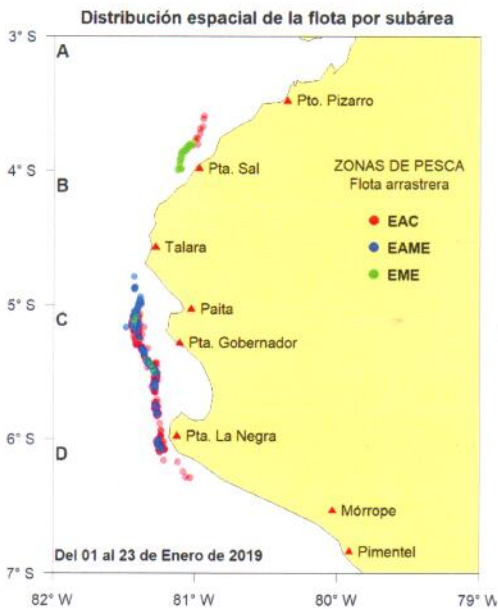 Distribución espacial de la flota por subárea
3° S
A
Pto. Pizarro
4° S
Pta. Sal
B
ZONAS DE PESCA
Flota arrastrera
EAC
EAME
EME
Talara
5° S
C
Paita
Pta. Gobernador
6° S
D
Pta. La Negra
Mórrope
Del 01 al 23 de Enero de 2019
Pimentel
7° S
82° W
81° W
80° W
79° W